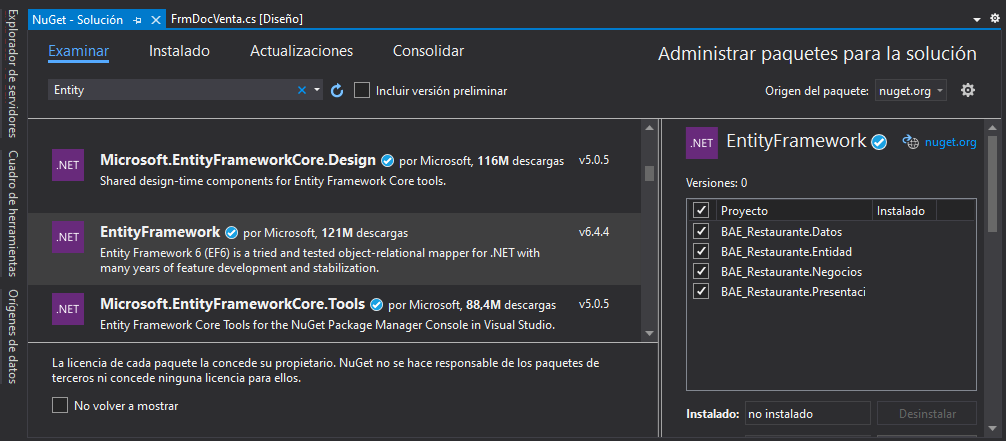 NuGet - Solución
FrmDocVenta.cs [Diseño]
Explorador de servidores
Cuadro de herramientas
Orígenes de datos
Examinar
Instalado
Actualizaciones
Consolidar
Administrar paquetes para la solución
Entity
Incluir versión preliminar
Origen del paquete:
nuget.org
.NET
Microsoft.EntityFrameworkCore.Design por Microsoft, 116M descargas
v5.0.5
Shared design-time components for Entity Framework Core tools.
.NET
EntityFramework por Microsoft, 121M descargas
v6.4.4
Entity Framework 6 (EF6) is a tried and tested object-relational mapper for .NET with
many years of feature development and stabilization.
.NET
Microsoft.EntityFrameworkCore.Tools por Microsoft, 88,4M descargas
v5.0.5
Entity Framework Core Tools for the NuGet Package Manager Console in Visual Studio.
La licencia de cada paquete la concede su propietario. NuGet no se hace responsable de los paquetes de
terceros ni concede ninguna licencia para ellos.
No volver a mostrar
.NET
EntityFramework
nuget.org
Versiones: 0
Proyecto
Instalado
BAE_Restaurante.Datos
BAE_Restaurante.Entidad
BAE_Restaurante.Negocios
BAE_Restaurante.Presentaci
Instalado:
no instalado
Desinstalar